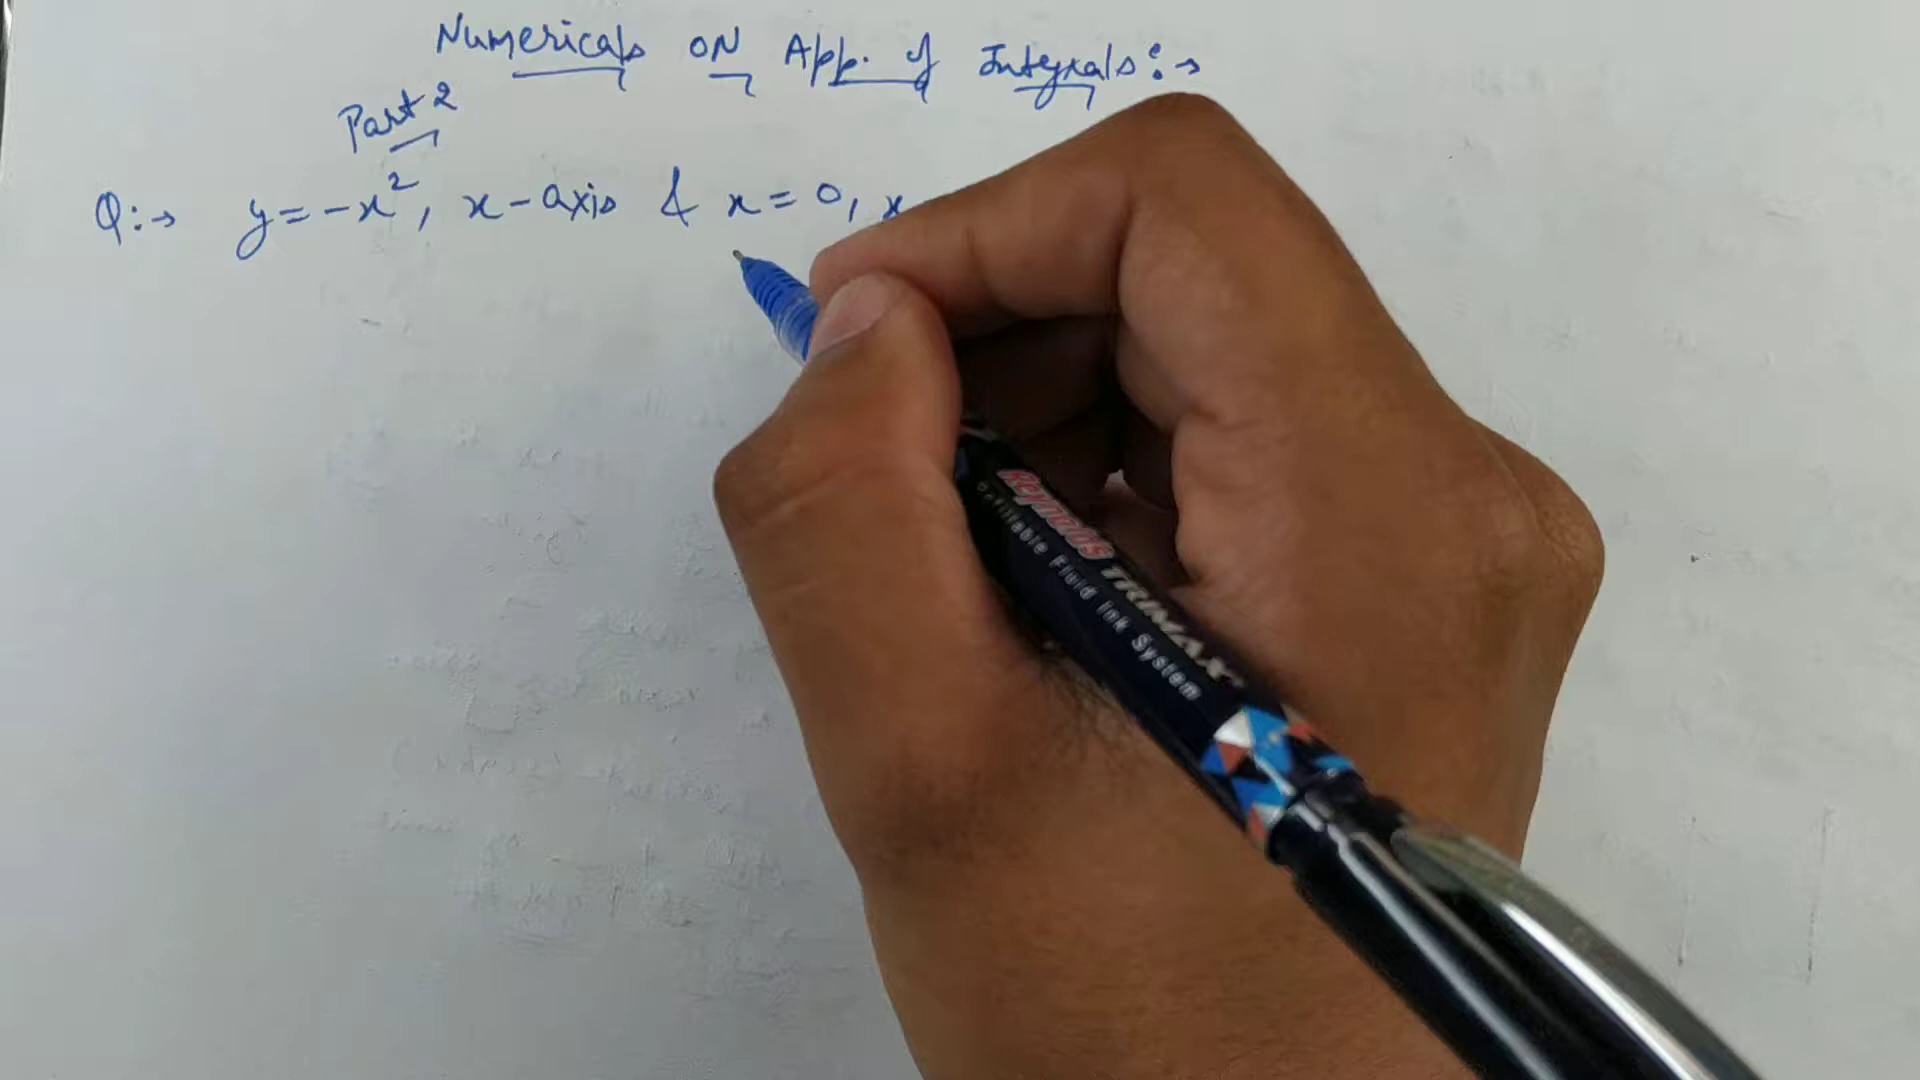 Numericals ON App. of Integrals :→
Part 2
Q:→ y = -x², x-axis & x = 0, x
Reynolds TRIMAX
Refillable Fluid Ink System